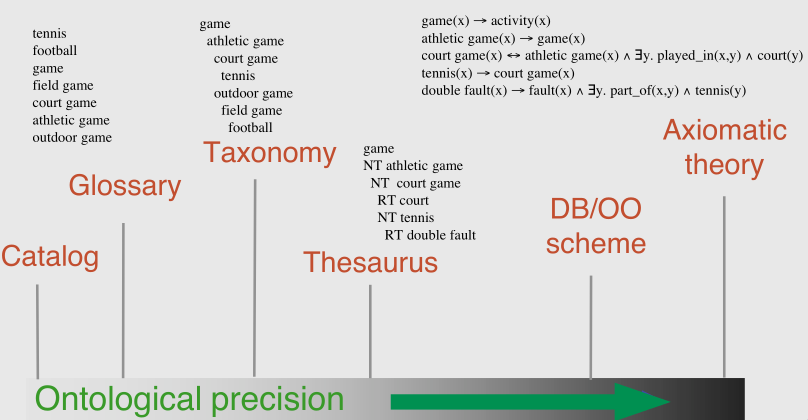 tennis
football
game
field game
court game
athletic game
outdoor game
game
athletic game
court game
tennis
outdoor game
field game
football
game(x) → activity(x)
athletic game(x) → game(x)
court game(x) ↔ athletic game(x) ∧ ∃y. played_in(x,y) ∧ court(y)
tennis(x) → court game(x)
double fault(x) → fault(x) ∧ ∃y. part_of(x,y) ∧ tennis(y)
game
NT athletic game
NT court game
RT court
NT tennis
RT double fault
Catalog
Glossary
Taxonomy
Thesaurus
DB/OO
scheme
Axiomatic
theory
Ontological precision